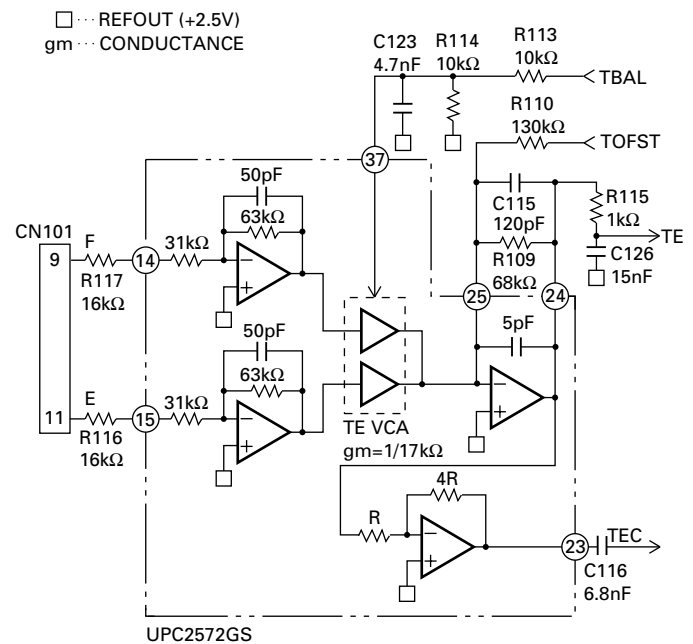 □ ··· REFOUT (+2.5V)
gm ··· CONDUCTANCE
C123
4.7nF
R114
10kΩ
R113
10kΩ
TBAL
R110
130kΩ
TOFST
37
50pF
63kΩ
C115
120pF
R109
68kΩ
R115
1kΩ
TE
C126
15nF
CN101
9
F
R117
16kΩ
14
31kΩ
−
+
25
24
50pF
63kΩ
5pF
11
E
R116
16kΩ
15
31kΩ
−
+
TE VCA
gm=1/17kΩ
−
+
4R
R
−
+
23
TEC
C116
6.8nF
UPC2572GS